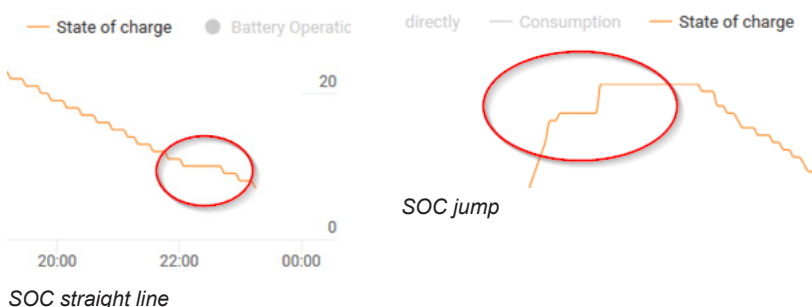 State of charge
Battery Operatio
20
0
20:00 22:00 00:00
SOC straight line
directly Consumption State of charge
SOC jump